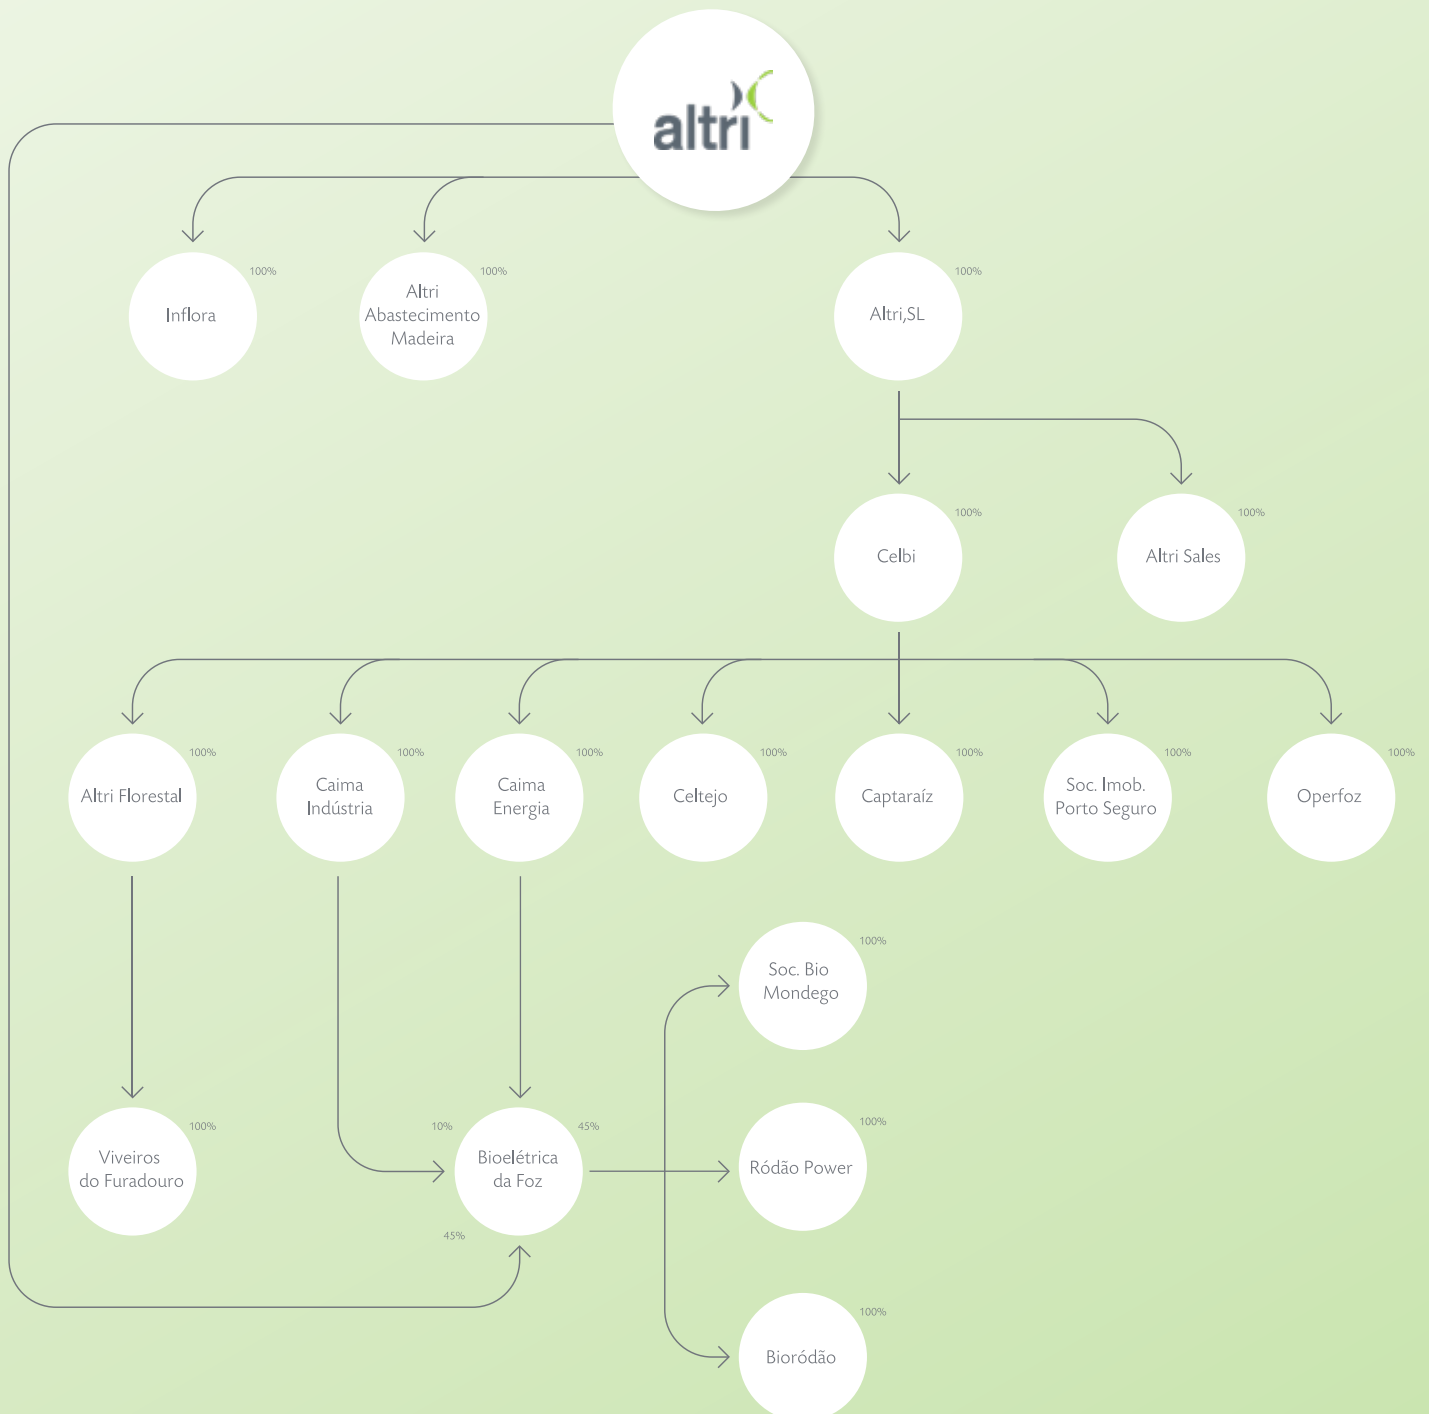 altri
100%
100%
100%
Inflora
Altri
Abastecimento
Madeira
Altri,SL
100%
100%
Celbi
Altri Sales
100%
100%
100%
100%
100%
100%
100%
Altri Florestal
Caima
Indústria
Caima
Energia
Celtejo
Captaraíz
Soc. Imob.
Porto Seguro
Operfoz
100%
Soc. Bio
Mondego
100%
10%
45%
100%
Viveiros
do Furadouro
Bioelétrica
da Foz
Ródão Power
45%
100%
Bioródão